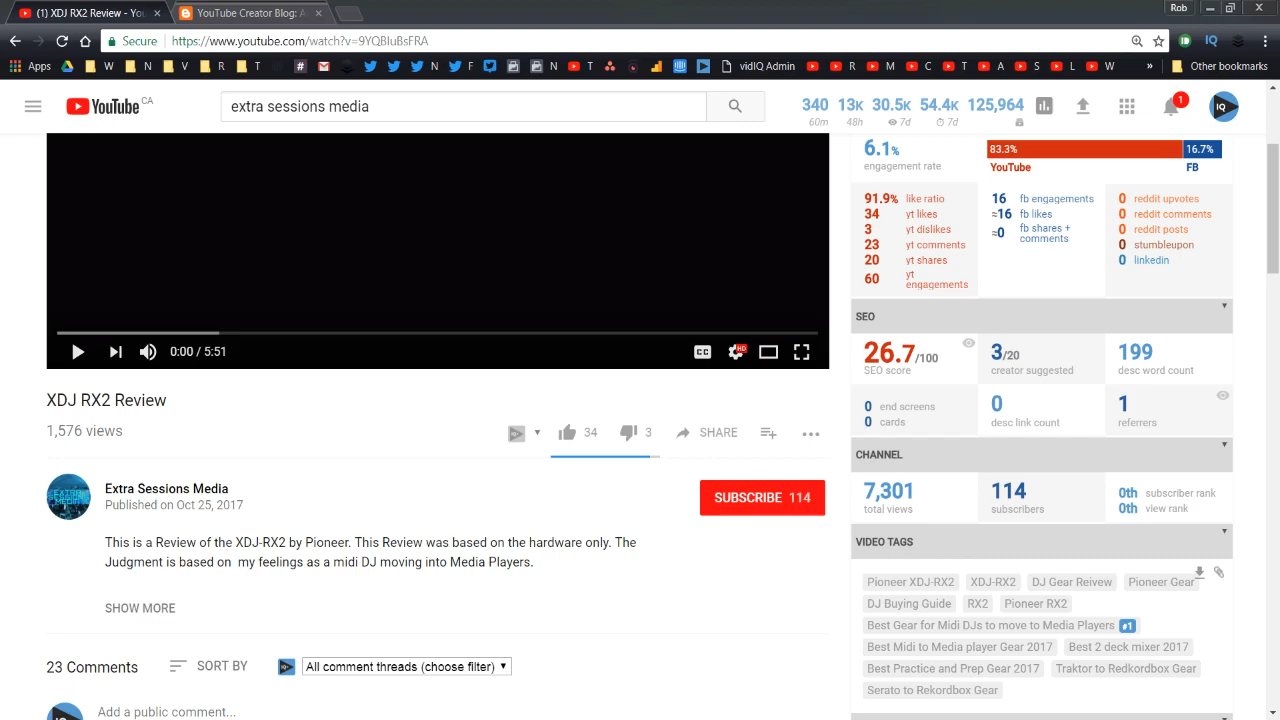 (1) XDJ RX2 Review - You
YouTube Creator Blog: A
Rob
Secure
https://www.youtube.com/watch?v=9YQBIuBsFRA
Apps W N V R T N F N T T R M C T A S L W
vidIQ Admin
» Other bookmarks
YouTube CA
extra sessions media
340 13K 30.5K 54.4K 125,964
60m 48h 7d 7d
1
IQ
6.1%
engagement rate
83.3% 16.7%
YouTube FB
91.9% like ratio
34 yt likes
3 yt dislikes
23 yt comments
20 yt shares
60 yt engagements
16 fb engagements
≈16 fb likes
≈0 fb shares + comments
0 reddit upvotes
0 reddit comments
0 reddit posts
0 stumbleupon
0 linkedin
SEO
26.7/100
SEO score
3/20
creator suggested
199
desc word count
0 end screens
0 cards
0
desc link count
1
referrers
CHANNEL
7,301
total views
114
subscribers
0th subscriber rank
0th view rank
VIDEO TAGS
Pioneer XDJ-RX2 XDJ-RX2 DJ Gear Reivew Pioneer Gear
DJ Buying Guide RX2 Pioneer RX2
Best Gear for Midi DJs to move to Media Players #1
Best Midi to Media player Gear 2017 Best 2 deck mixer 2017
Best Practice and Prep Gear 2017 Traktor to Redkordbox Gear
Serato to Rekordbox Gear
0:00 / 5:51
CC HD
XDJ RX2 Review
1,576 views
34 3 SHARE
Extra Sessions Media
Published on Oct 25, 2017
SUBSCRIBE 114
This is a Review of the XDJ-RX2 by Pioneer. This Review was based on the hardware only. The
Judgment is based on my feelings as a midi DJ moving into Media Players.
SHOW MORE
23 Comments SORT BY All comment threads (choose filter)
Add a public comment...